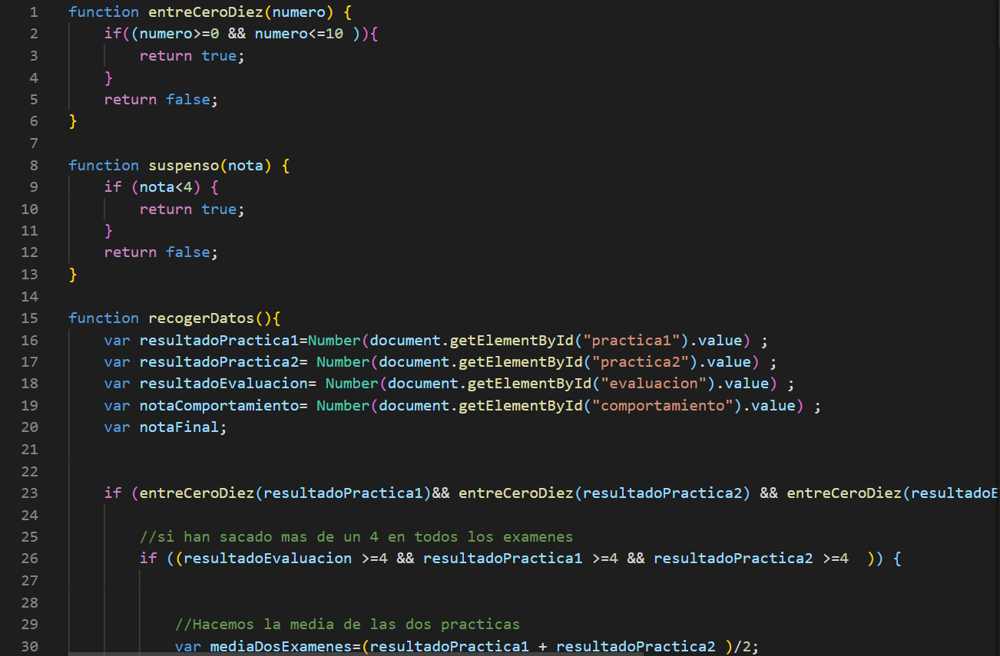 1 function entreCeroDiez(numero) {
2 if((numero>=0 && numero<=10 )){
3 return true;
4 }
5 return false;
6 }
7
8 function suspenso(nota) {
9 if (nota<4) {
10 return true;
11 }
12 return false;
13 }
14
15 function recogerDatos(){
16 var resultadoPractica1=Number(document.getElementById("practica1").value) ;
17 var resultadoPractica2= Number(document.getElementById("practica2").value) ;
18 var resultadoEvaluacion= Number(document.getElementById("evaluacion").value) ;
19 var notaComportamiento= Number(document.getElementById("comportamiento").value) ;
20 var notaFinal;
21
22
23 if (entreCeroDiez(resultadoPractica1)&& entreCeroDiez(resultadoPractica2) && entreCeroDiez(resultadoE
24
25 //si han sacado mas de un 4 en todos los examenes
26 if ((resultadoEvaluacion >=4 && resultadoPractica1 >=4 && resultadoPractica2 >=4  )) {
27
28
29 //Hacemos la media de las dos practicas
30 var mediaDosExamenes=(resultadoPractica1 + resultadoPractica2 )/2;